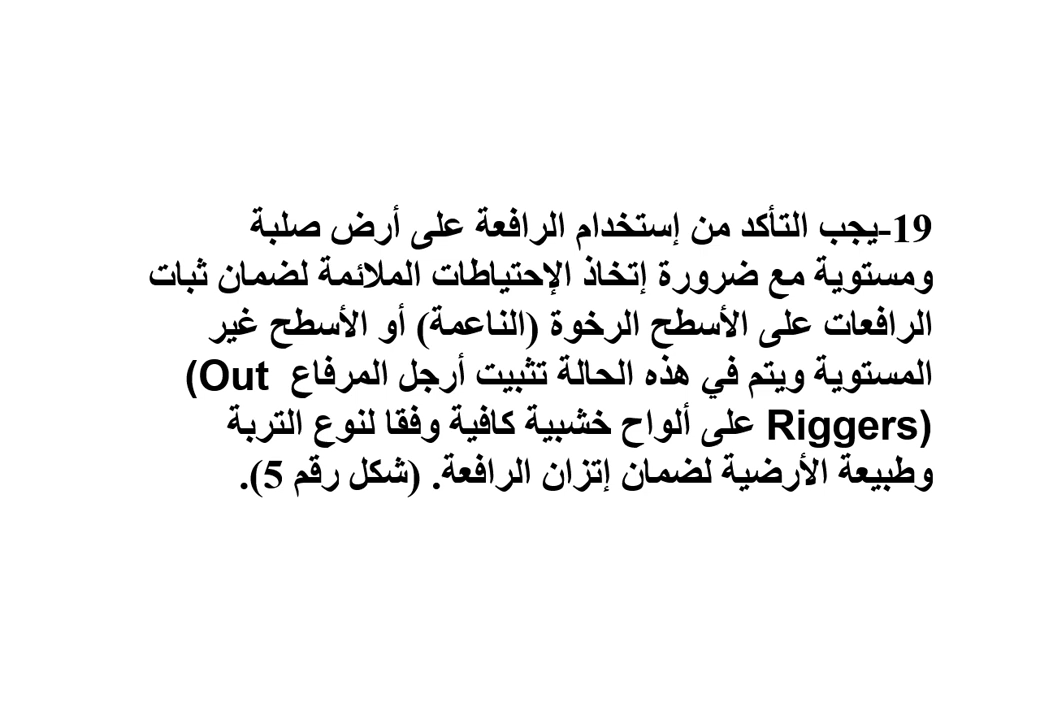 19-يجب التأكد من إستخدام الرافعة على أرض صلبة
ومستوية مع ضرورة إتخاذ الإحتياطات الملائمة لضمان ثبات
الرافعات على الأسطح الرخوة (الناعمة) أو الأسطح غير
المستوية ويتم في هذه الحالة تثبيت أرجل المرفاع (Out
Riggers) على ألواح خشبية كافية وفقا لنوع التربة
وطبيعة الأرضية لضمان إتزان الرافعة. (شكل رقم 5).